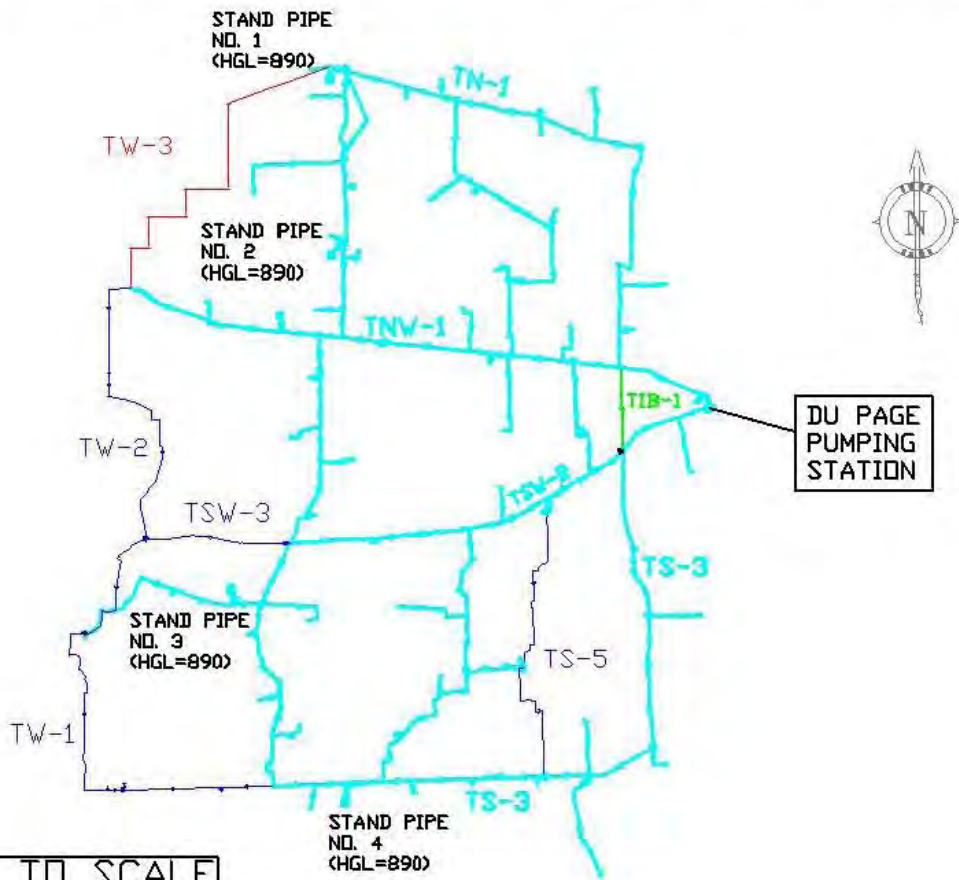 STAND PIPE
NO. 1
(HGL=890)
TN-1
TW-3
N
STAND PIPE
NO. 2
(HGL=890)
TNW-1
TIB-1
DU PAGE
PUMPING
STATION
TW-2
TSW-3
TS-3
STAND PIPE
NO. 3
(HGL=890)
TS-5
TW-1
TS-3
STAND PIPE
NO. 4
(HGL=890)
TO SCALE